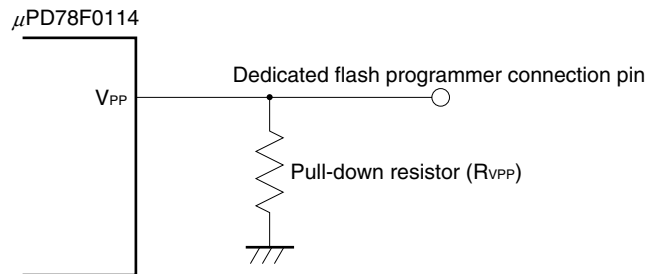 μPD78F0114
Dedicated flash programmer connection pin
VPP
Pull-down resistor (RVPP)